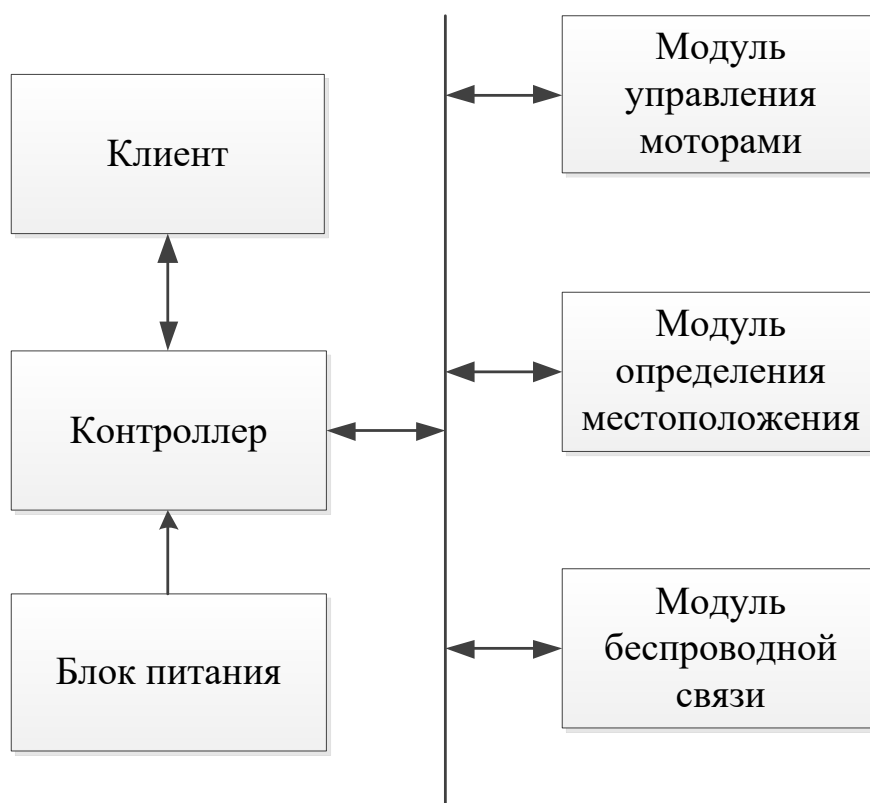 Клиент
Контроллер
Блок питания
Модуль
управления
моторами
Модуль
определения
местоположения
Модуль
беспроводной
связи